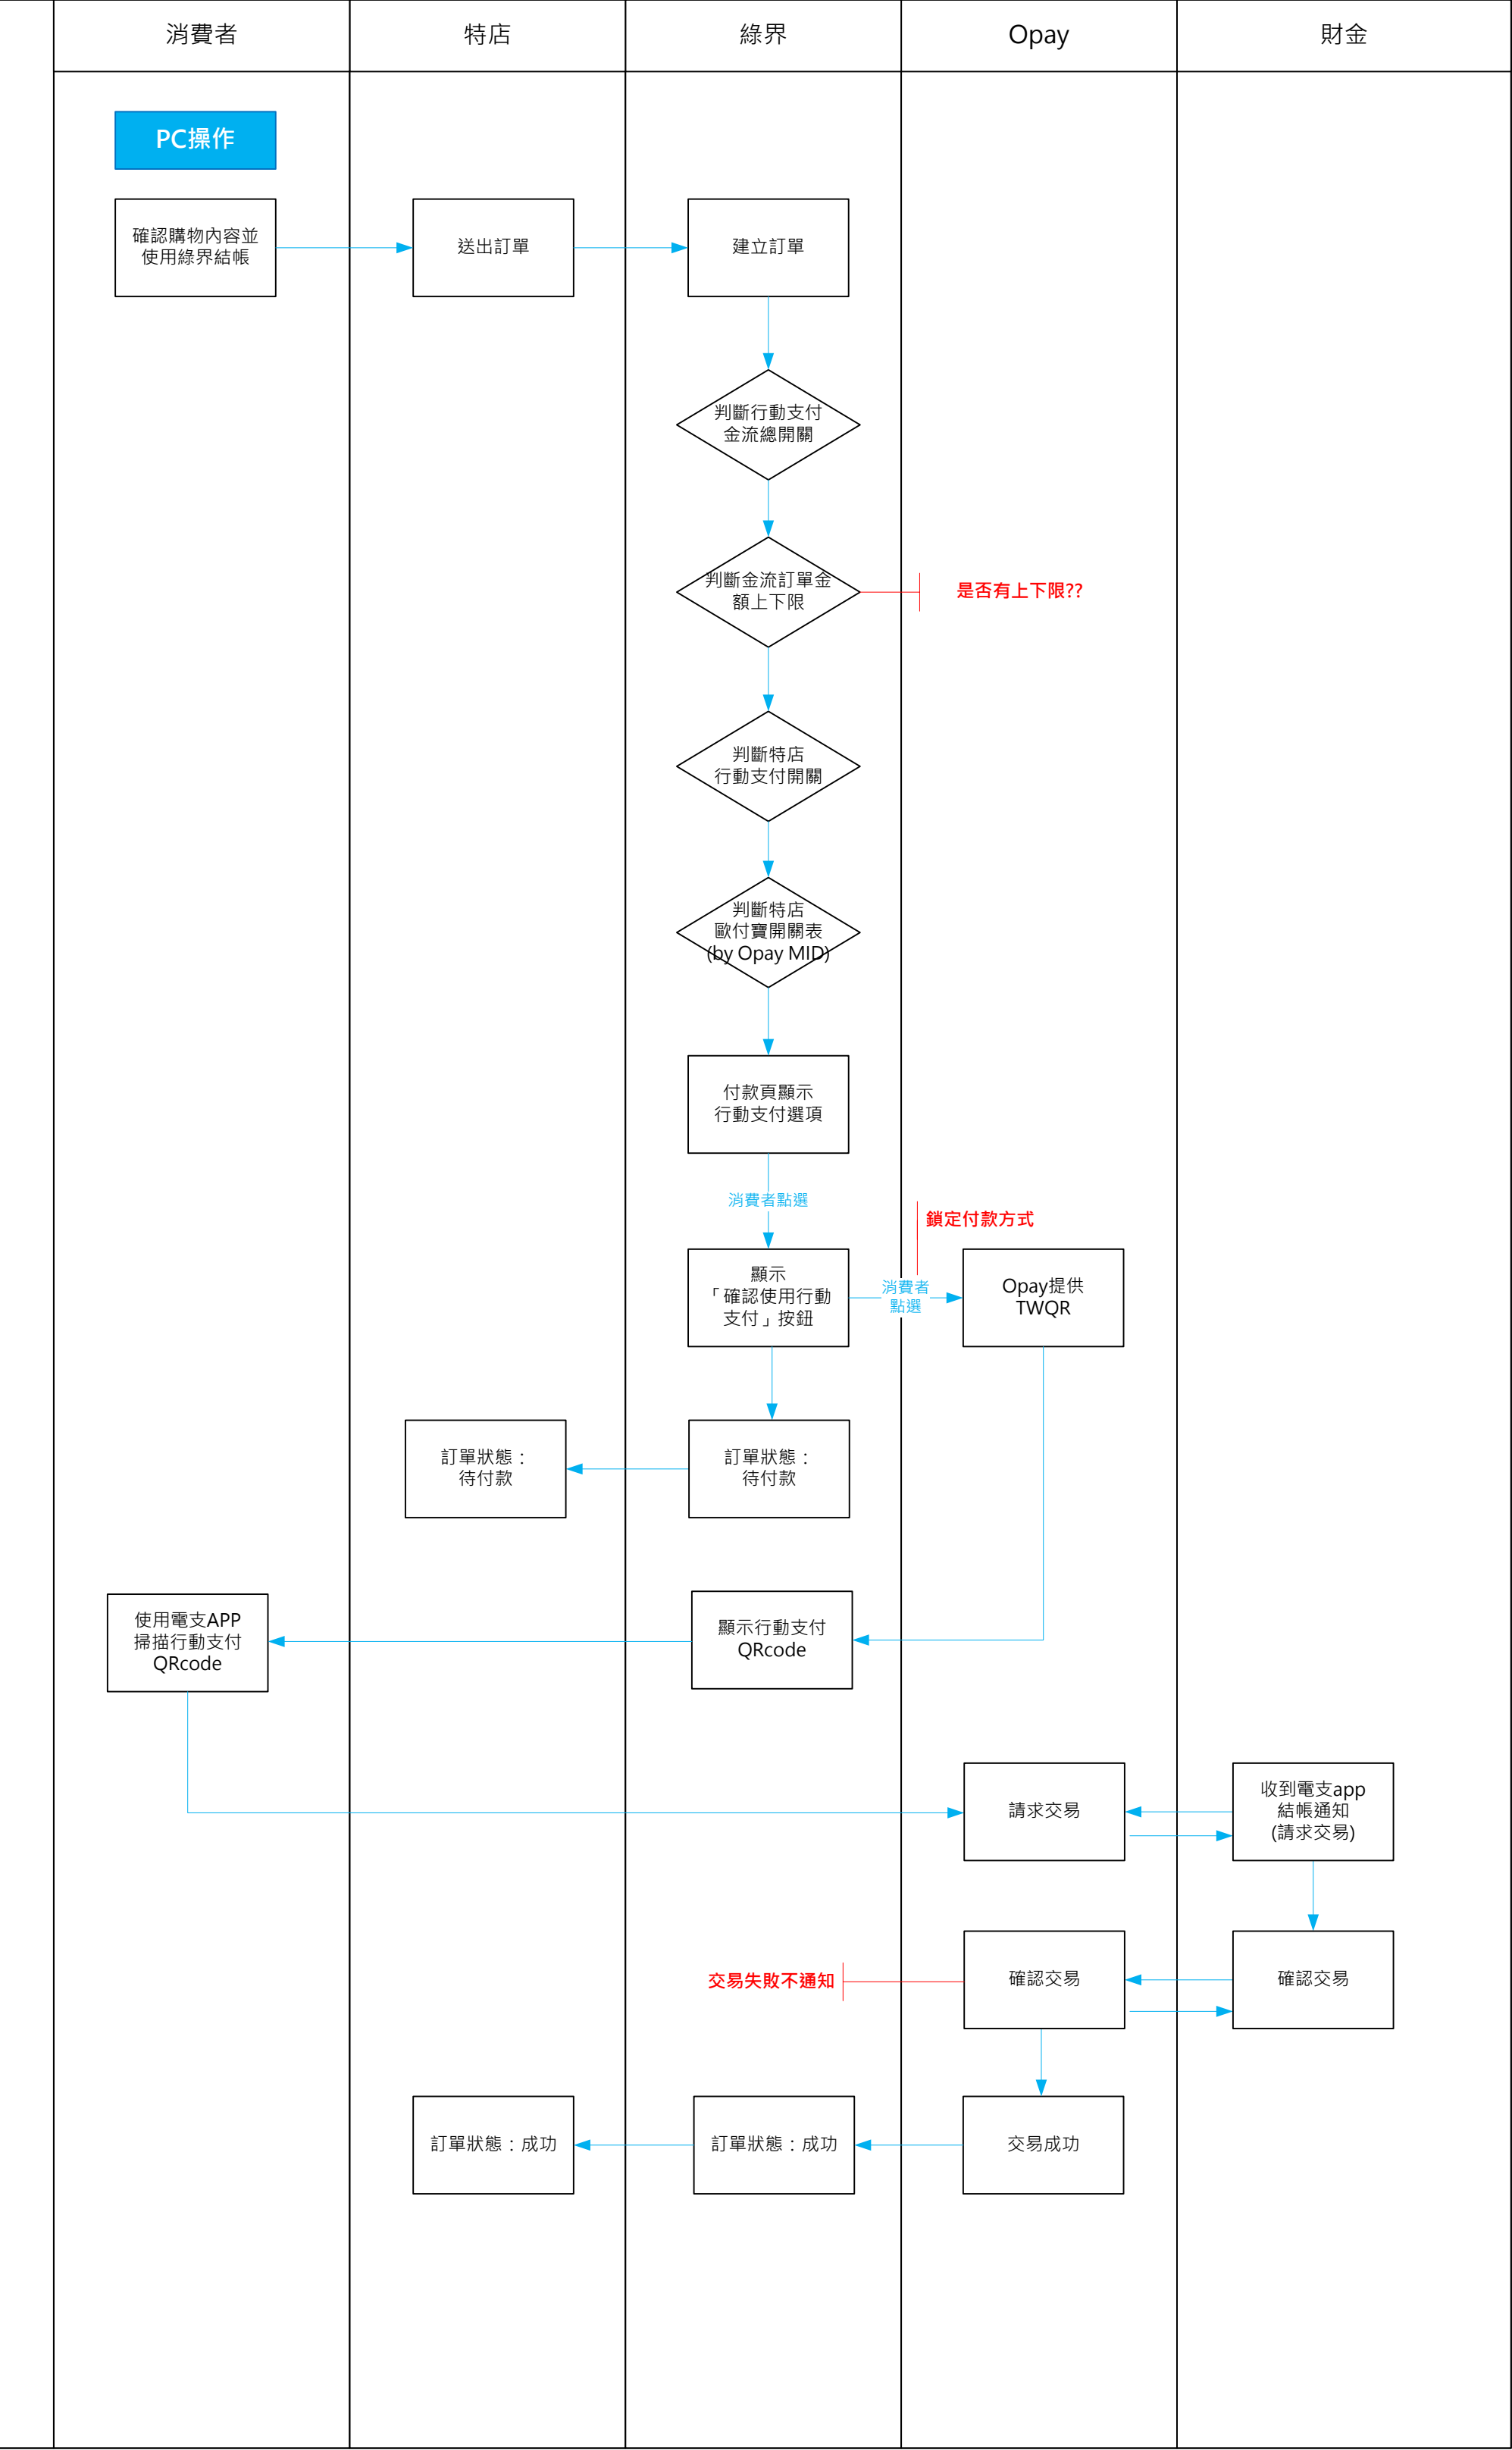 消費者
特店
綠界
Opay
財金
PC操作
確認購物內容並
使用綠界結帳
送出訂單
建立訂單
判斷行動支付
金流總開關
判斷金流訂單金
額上下限
是否有上下限??
判斷特店
行動支付開關
判斷特店
歐付寶開關表
(by Opay MID)
付款頁顯示
行動支付選項
消費者點選
鎖定付款方式
顯示
「確認使用行動
支付」按鈕
消費者
點選
Opay提供
TWQR
訂單狀態：
待付款
訂單狀態：
待付款
使用電支APP
掃描行動支付
QRcode
顯示行動支付
QRcode
請求交易
收到電支app
結帳通知
(請求交易)
交易失敗不通知
確認交易
確認交易
訂單狀態：成功
訂單狀態：成功
交易成功